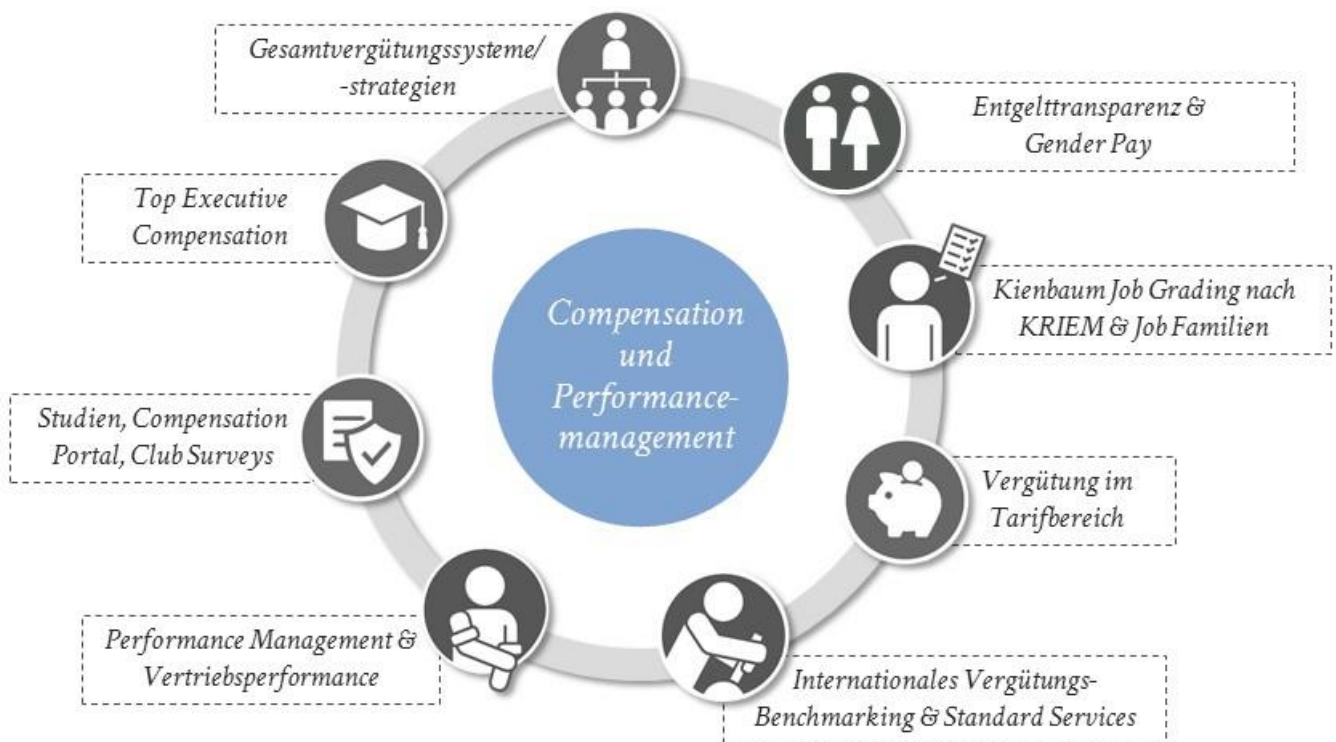 Gesamtvergütungssysteme/
-strategien
Entgelttransparenz &
Gender Pay
Top Executive
Compensation
Kienbaum Job Grading nach
KRIEM & Job Familien
Compensation
und
Performance-
management
Studien, Compensation
Portal, Club Surveys
Vergütung im
Tarifbereich
Performance Management &
Vertriebsperformance
Internationales Vergütungs-
Benchmarking & Standard Services